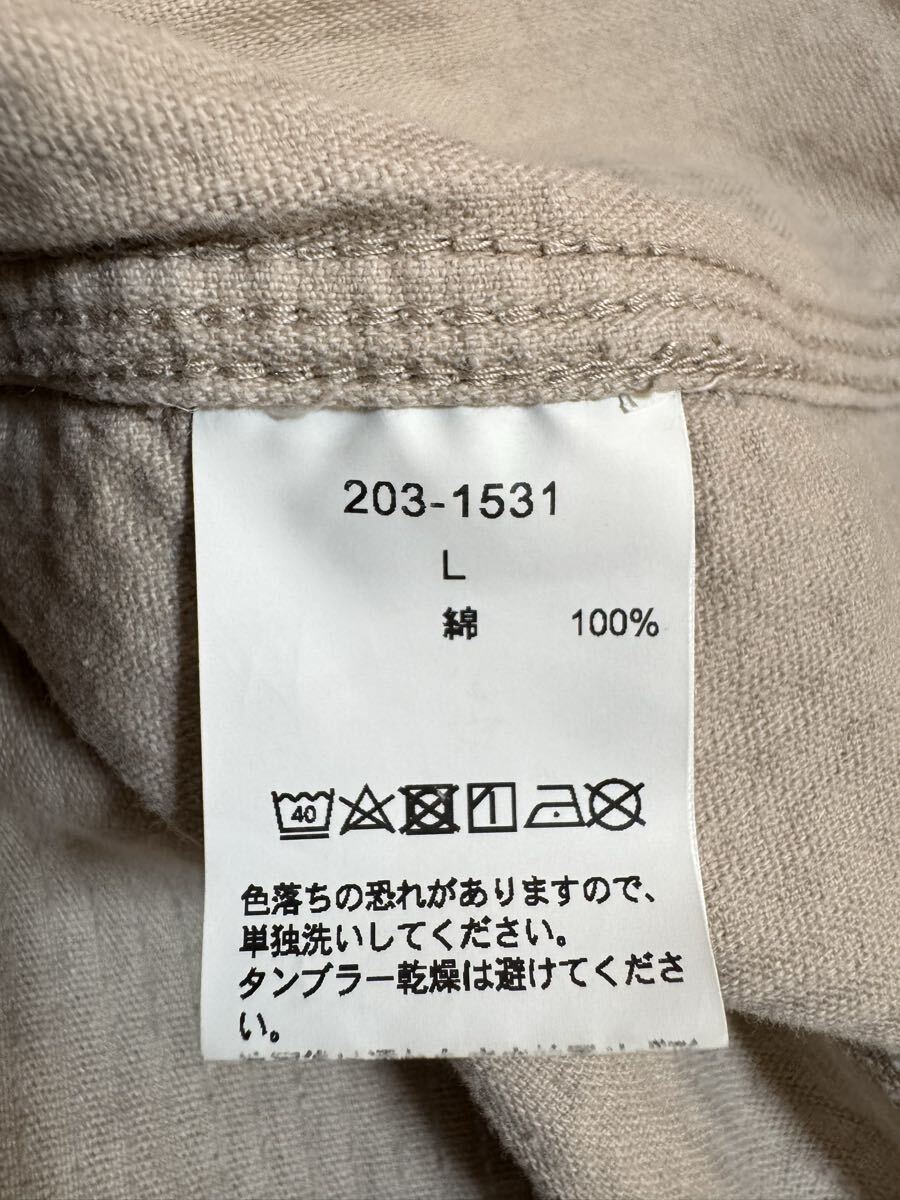 203-1531
L
綿 100%
40
色落ちの恐れがありますので、
単独洗いしてください。
タンブラー乾燥は避けてくださ
い。